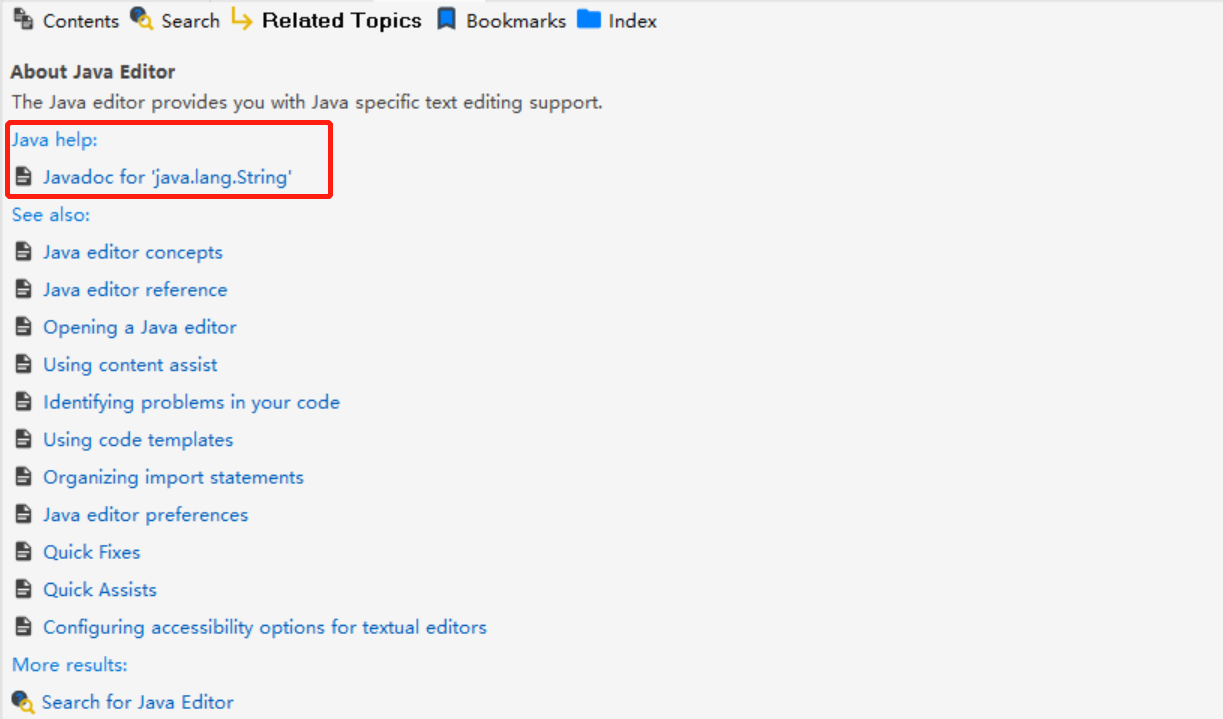 Contents Search Related Topics Bookmarks Index
About Java Editor
The Java editor provides you with Java specific text editing support.
Java help:
Javadoc for 'java.lang.String'
See also:
Java editor concepts
Java editor reference
Opening a Java editor
Using content assist
Identifying problems in your code
Using code templates
Organizing import statements
Java editor preferences
Quick Fixes
Quick Assists
Configuring accessibility options for textual editors
More results:
Search for Java Editor